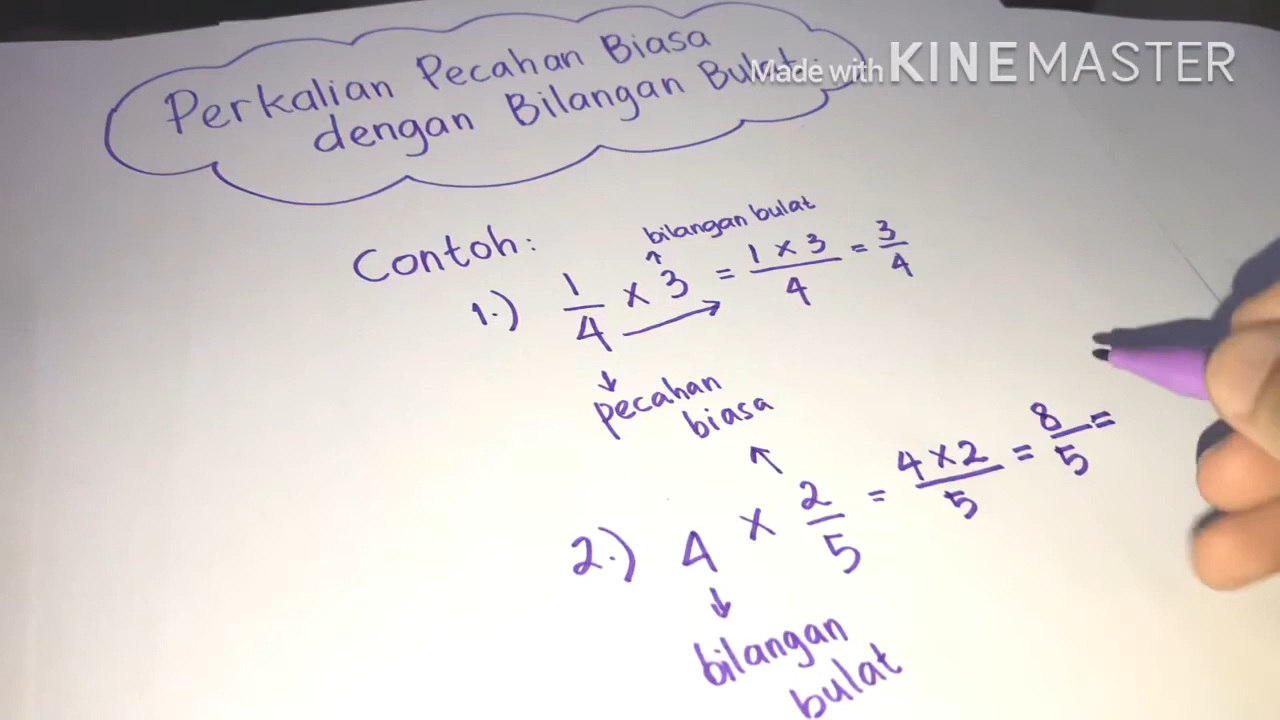 Perkalian Pecahan Biasa
dengan Bilangan Bulat
Made with KINEMASTER
Contoh:
bilangan bulat
1.) 1/4 × 3 = 1 × 3/4 = 3/4
pecahan
biasa
2.) 4 × 2/5 = 4 × 2/5 = 8/5 =
bilangan
bulat